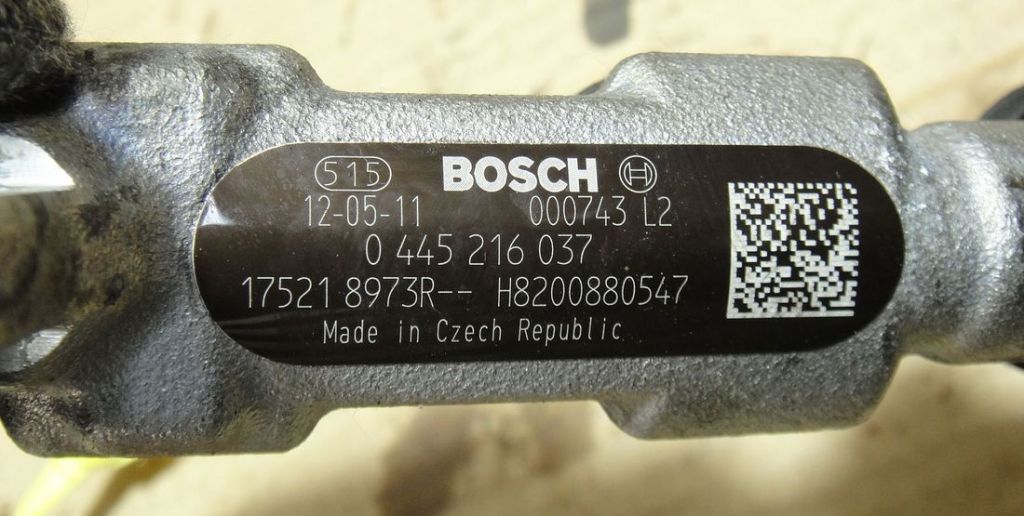 515 BOSCH
12-05-11 000743 L2
0 445 216 037
17521 8973R-- H8200880547
Made in Czech Republic